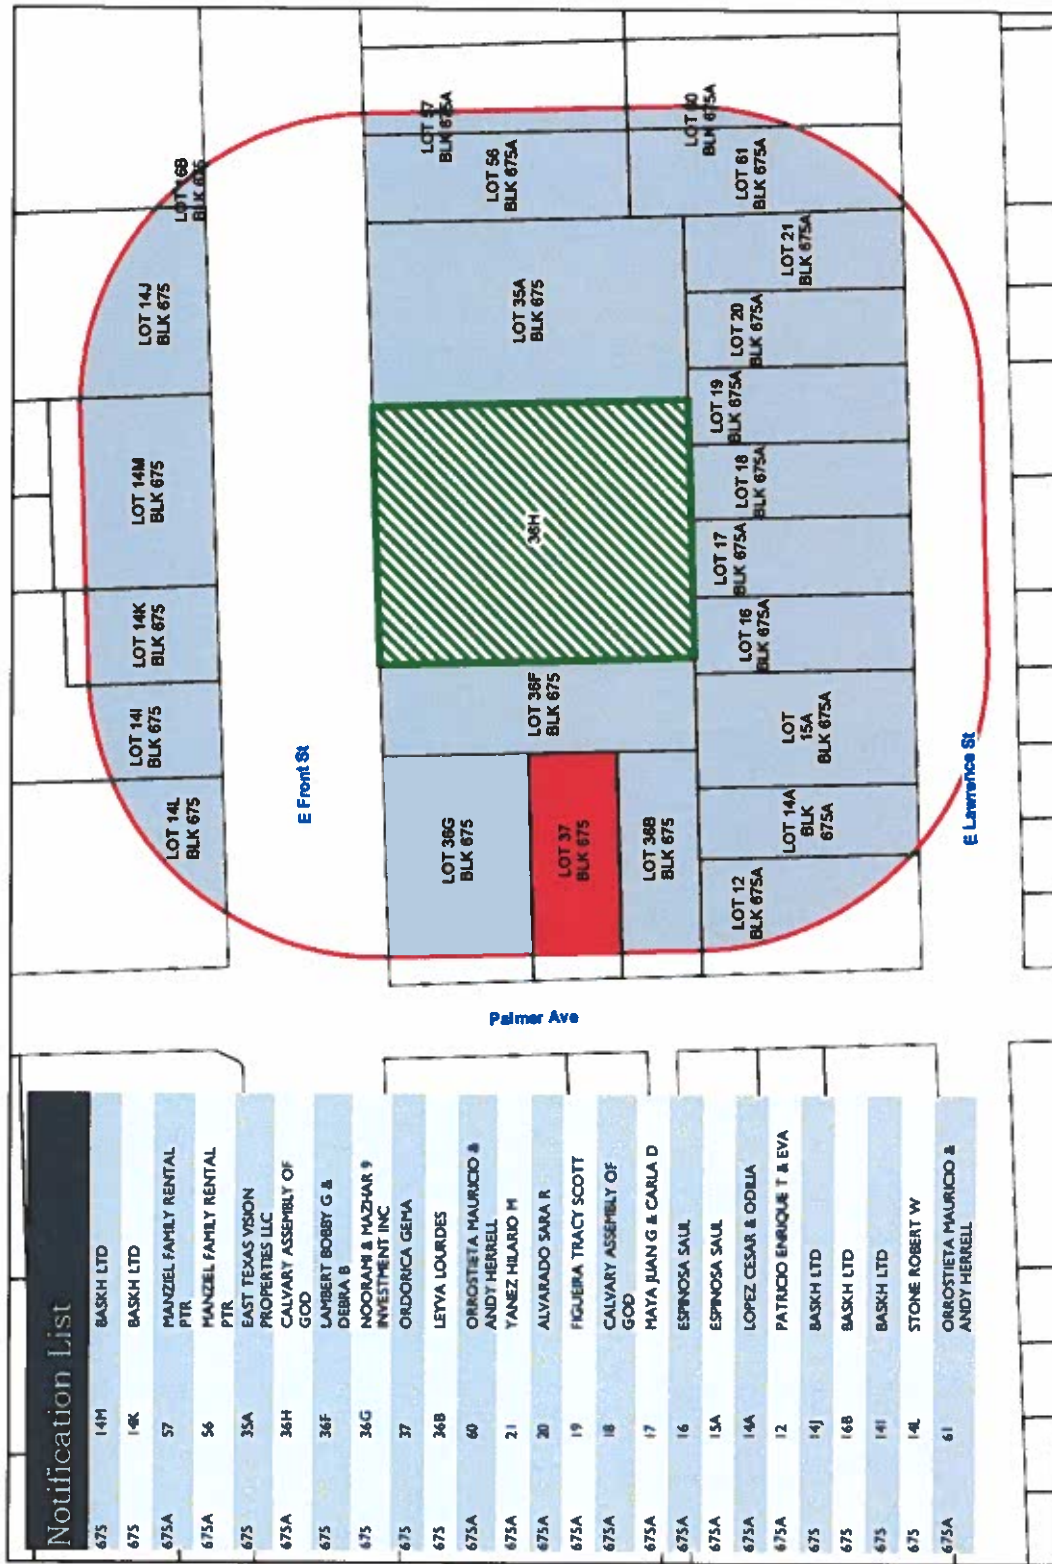 Notification List
675 14M BASKH LTD
675 14K BASKH LTD
675A 57 MANZIEL FAMILY RENTAL
PTR
675A 56 MANZIEL FAMILY RENTAL
PTR
675 35A EAST TEXAS VISION
PROPERTIES LLC
675A 36H CALVARY ASSEMBLY OF
GOD
675 36F LAMBERT BOBBY G &
DEBRA B
675 36G NOORANI & MAZHAR 9
INVESTMENT INC
675 37 ORDORICA GEMA
675 36B LEYVA LOURDES
675A 60 ORROSTIETA MAURICIO &
ANDY HERRELL
675A 21 YANEZ HILARIO M
675A 20 ALVARADO SARA R
675A 19 FIGUEIRA TRACY SCOTT
675A 18 CALVARY ASSEMBLY OF
GOD
675A 17 MAYA JUAN G & CARLA D
675A 16 ESPINOSA SAUL
675A 15A ESPINOSA SAUL
675A 14A LOPEZ CESAR & ODILIA
675A 12 PATRICIO ENRIQUE T & EVA
675 14J BASKH LTD
675 16B BASKH LTD
675 14I BASKH LTD
675 14L STONE ROBERT W
675A 61 ORROSTIETA MAURICIO &
ANDY HERRELL
LOT 14L
BLK 675
LOT 14I
BLK 675
LOT 14K
BLK 675
LOT 14M
BLK 675
LOT 14J
BLK 675
LOT 16B
BLK 675
E Front St
Palmer Ave
LOT 36G
BLK 675
LOT 37
BLK 675
LOT 36B
BLK 675
LOT 36F
BLK 675
36H
LOT 35A
BLK 675
LOT 56
BLK 675A
LOT 57
BLK 675A
LOT 60
BLK 675A
LOT 61
BLK 675A
LOT 12
BLK 675A
LOT 14A
BLK
675A
LOT
15A
BLK 675A
LOT 16
BLK 675A
LOT 17
BLK 675A
LOT 18
BLK 675A
LOT 19
BLK 675A
LOT 20
BLK 675A
LOT 21
BLK 675A
E Lawrence St